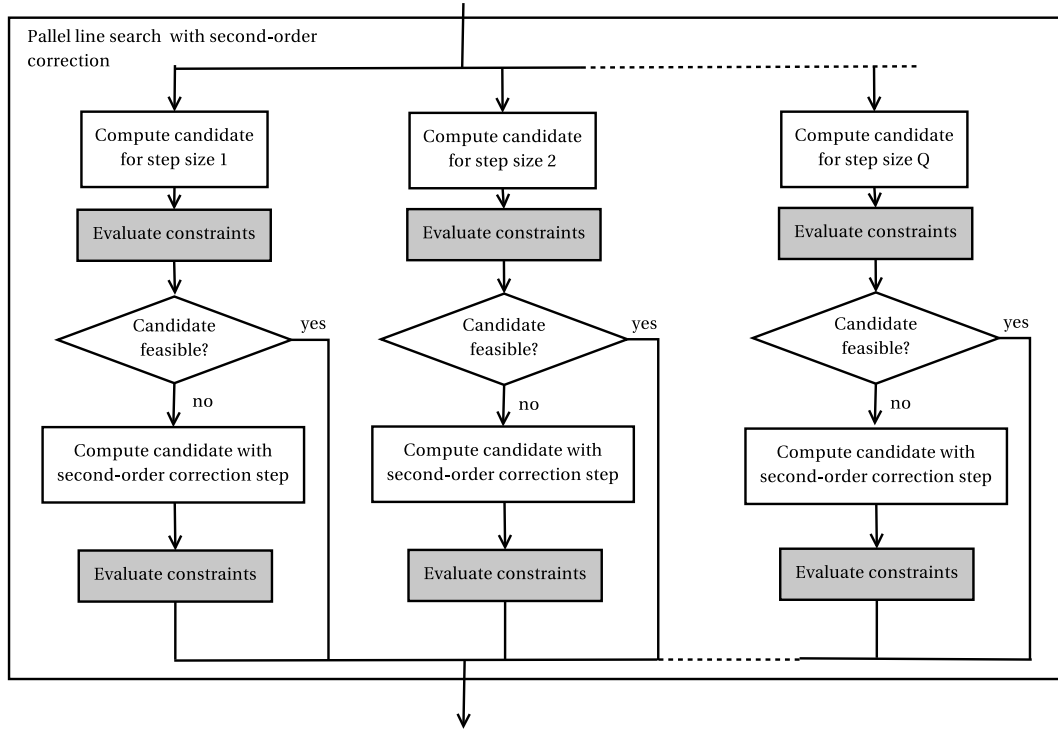 Pallel line search with second-order
correction
Compute candidate
for step size 1
Evaluate constraints
Candidate
feasible?
yes
no
Compute candidate with
second-order correction step
Evaluate constraints
Compute candidate
for step size 2
Evaluate constraints
Candidate
feasible?
yes
no
Compute candidate with
second-order correction step
Evaluate constraints
Compute candidate
for step size Q
Evaluate constraints
Candidate
feasible?
yes
no
Compute candidate with
second-order correction step
Evaluate constraints